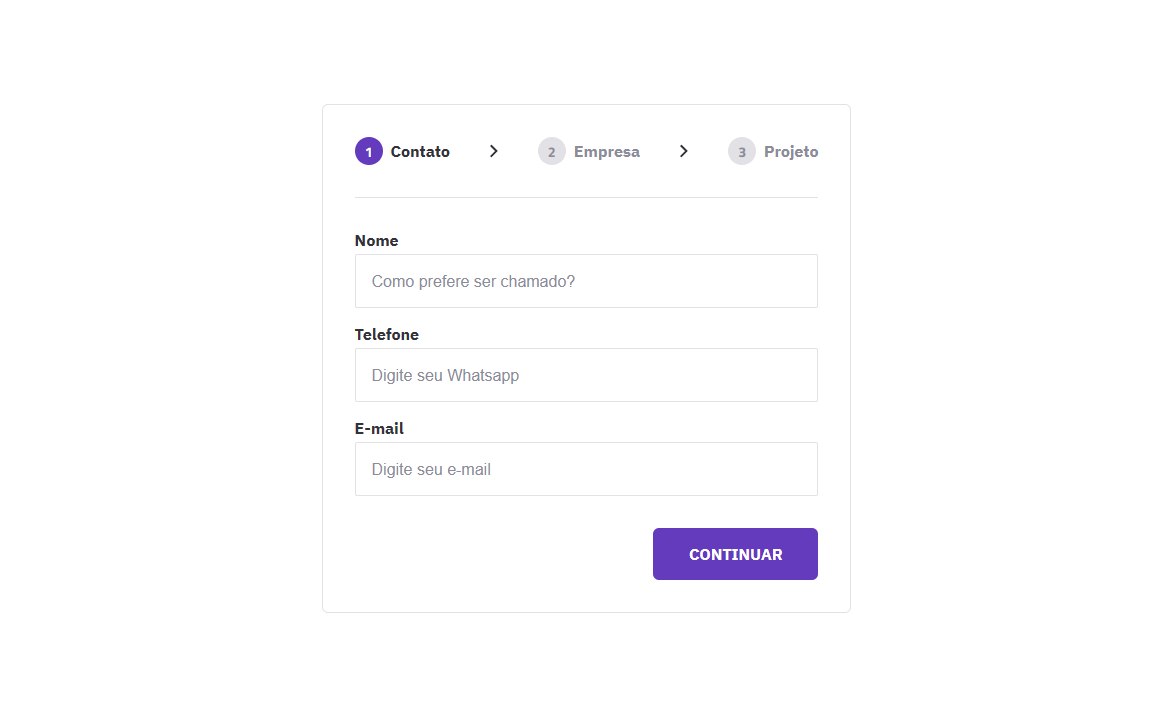 1 Contato 2 Empresa 3 Projeto
Nome
Como prefere ser chamado?
Telefone
Digite seu Whatsapp
E-mail
Digite seu e-mail
CONTINUAR